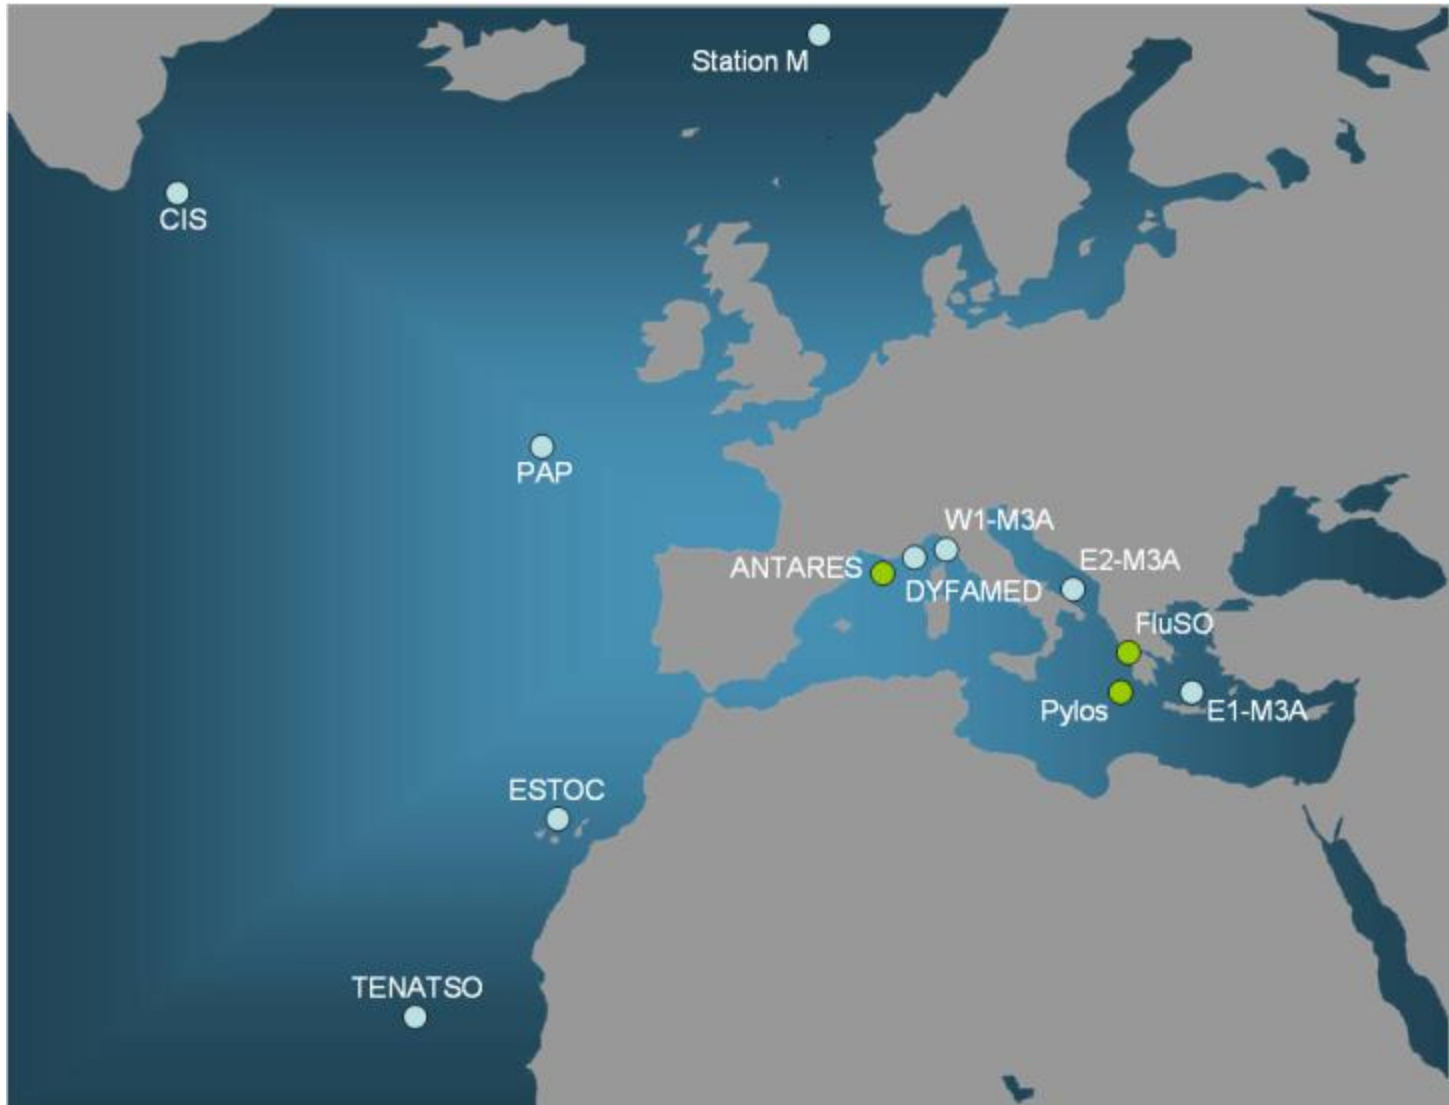 Station M
CIS
PAP
W1-M3A
ANTARES
E2-M3A
DYFAMED
FluSO
Pylos
E1-M3A
ESTOC
TENATSO